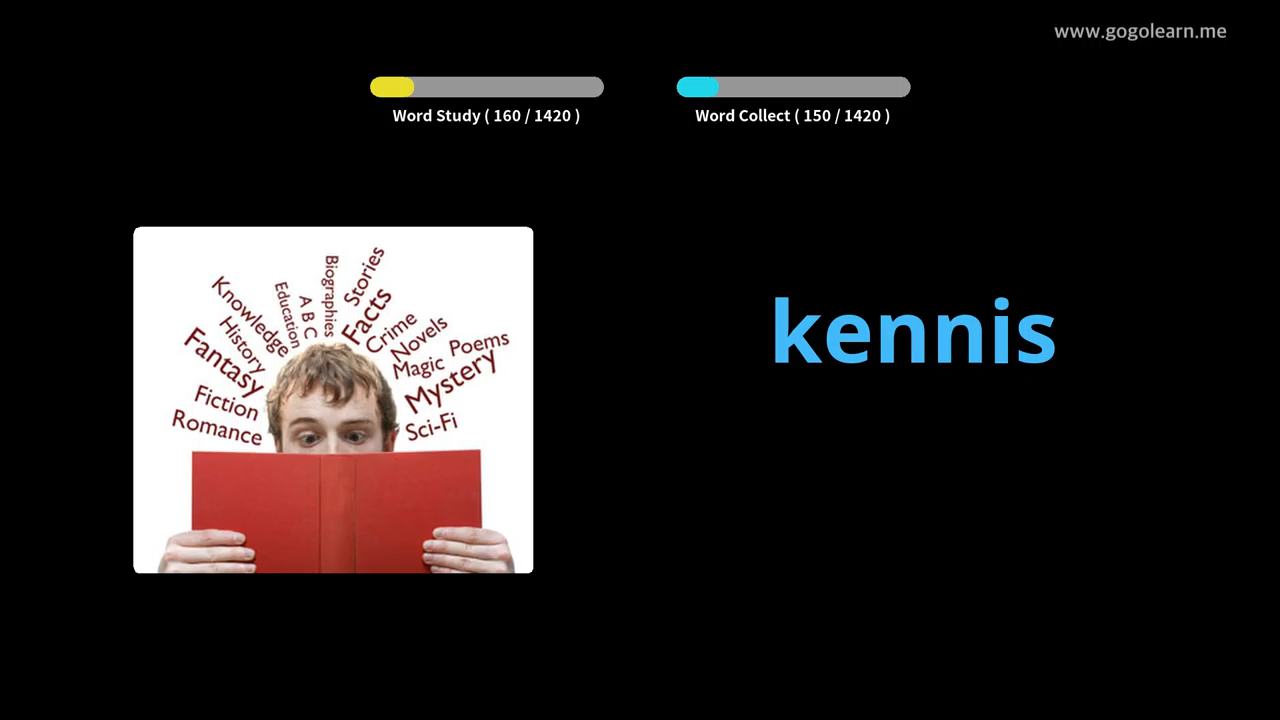 www.gogolearn.me
Word Study ( 160 / 1420 )
Word Collect ( 150 / 1420 )
Stories
Biographies
Facts
A B C
Education
Knowledge
Crime
Novels
History
Poems
Magic
Fantasy
Mystery
Fiction
Sci-Fi
Romance
kennis